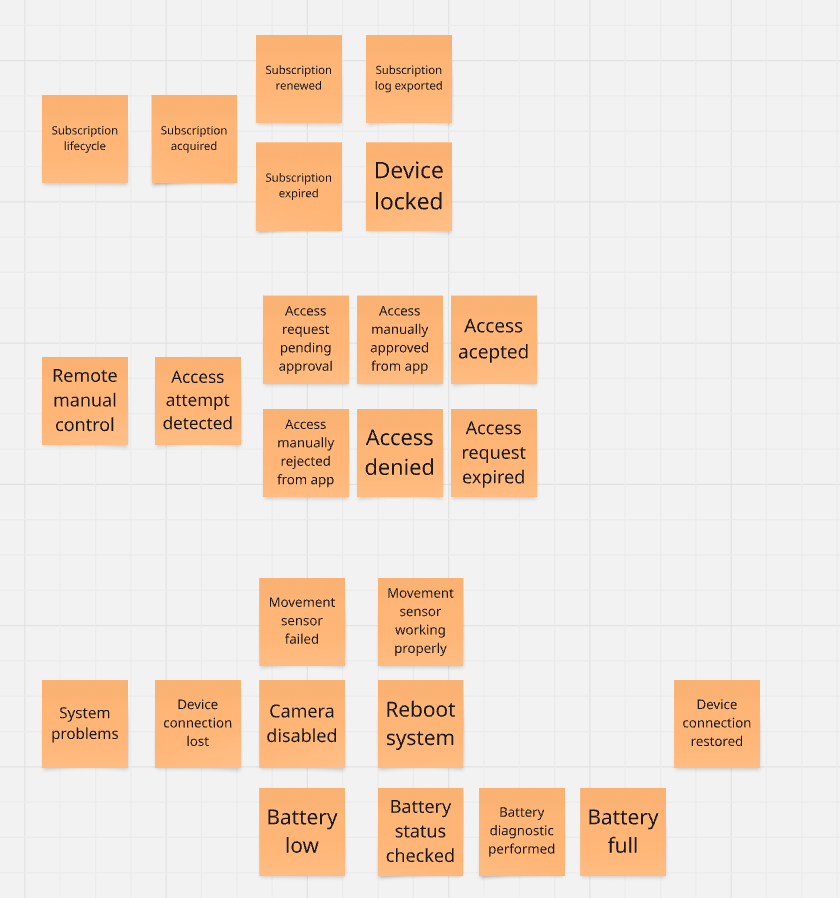 Subscription
lifecycle
Subscription
acquired
Subscription
renewed
Subscription
log exported
Subscription
expired
Device
locked
Remote
manual
control
Access
attempt
detected
Access
request
pending
approval
Access
manually
approved
from app
Access
acepted
Access
manually
rejected
from app
Access
denied
Access
request
expired
System
problems
Device
connection
lost
Movement
sensor
failed
Movement
sensor
working
properly
Camera
disabled
Reboot
system
Battery
low
Battery
status
checked
Battery
diagnostic
performed
Battery
full
Device
connection
restored